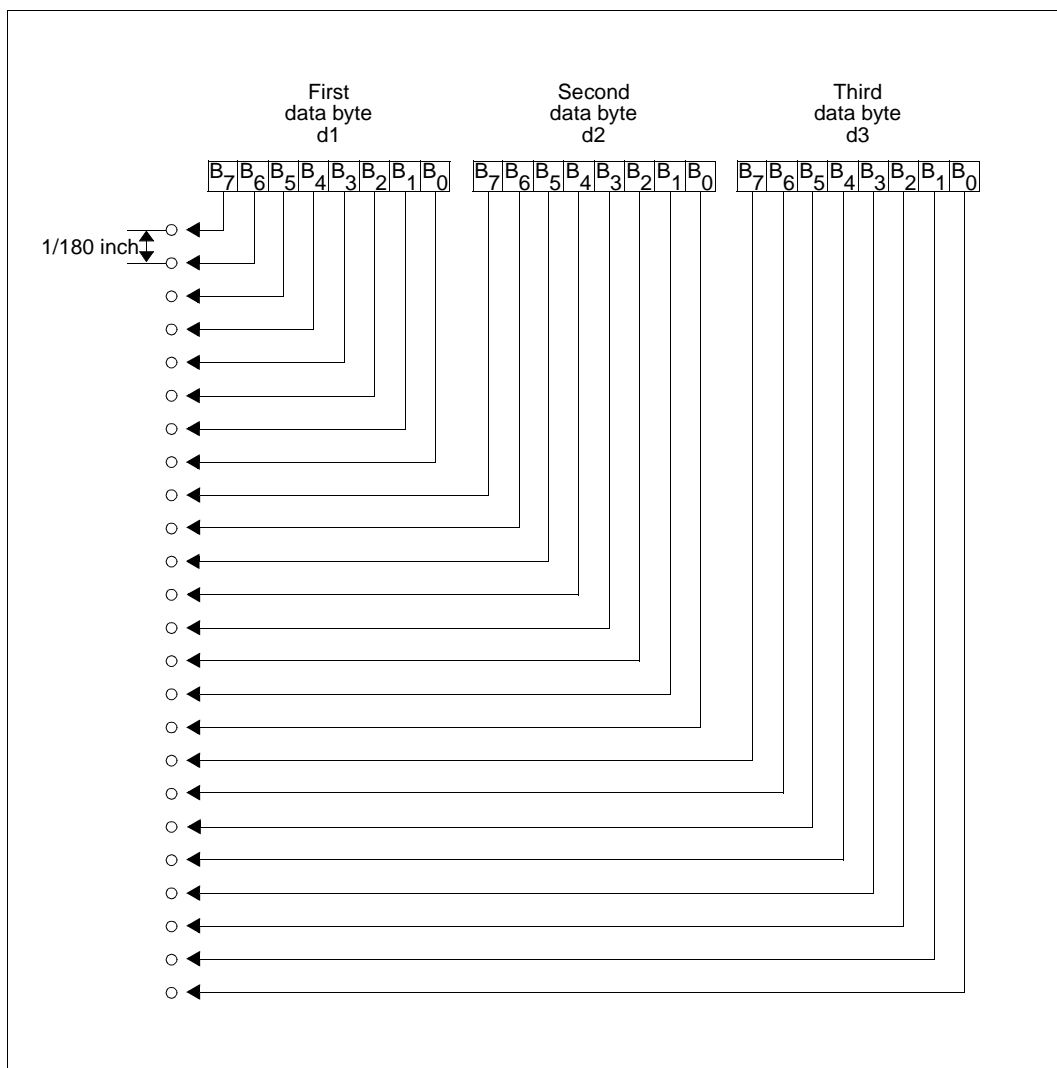 First
data byte
d1
Second
data byte
d2
Third
data byte
d3
B7 B6 B5 B4 B3 B2 B1 B0
B7 B6 B5 B4 B3 B2 B1 B0
B7 B6 B5 B4 B3 B2 B1 B0
1/180 inch